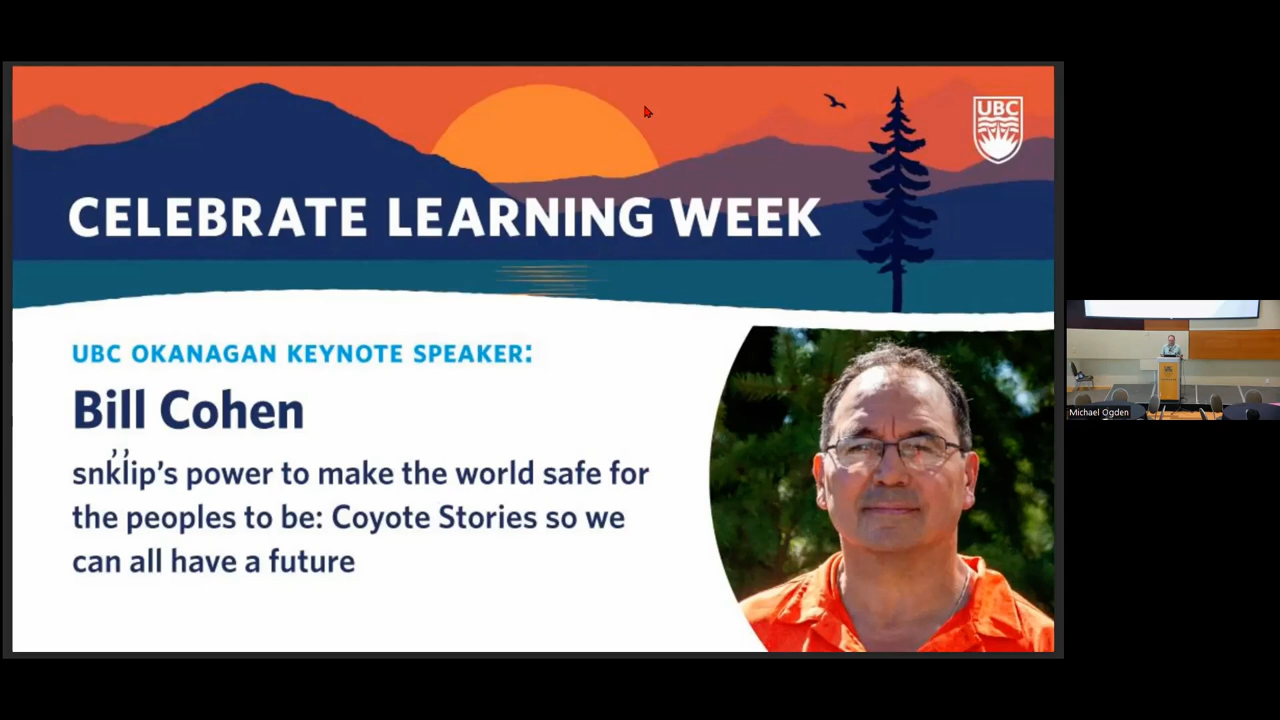 UBC
CELEBRATE LEARNING WEEK
UBC OKANAGAN KEYNOTE SPEAKER:
Bill Cohen
snk̓l̓ip’s power to make the world safe for
the peoples to be: Coyote Stories so we
can all have a future
Michael Ogden